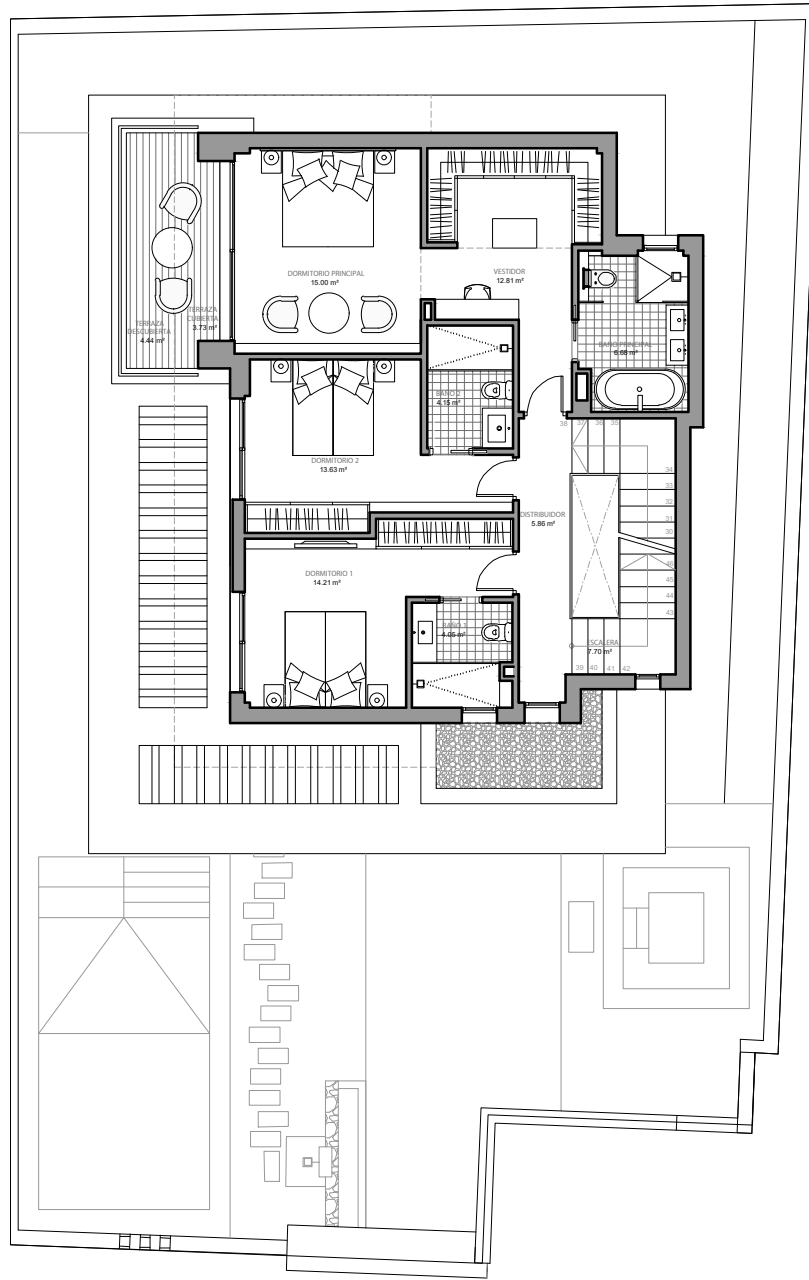 DORMITORIO PRINCIPAL
15.00 m²
VESTIDOR
12.81 m²
TERRAZA
CUBIERTA
3.73 m²
TERRAZA
DESCUBIERTA
4.44 m²
BAÑO PRINCIPAL
6.68 m²
BAÑO 2
4.15 m²
38
37
36
35
DORMITORIO 2
13.63 m²
34
33
32
31
30
DISTRIBUIDOR
5.86 m²
46
45
44
43
DORMITORIO 1
14.21 m²
BAÑO 1
4.05 m²
ESCALERA
7.70 m²
39
40
41
42